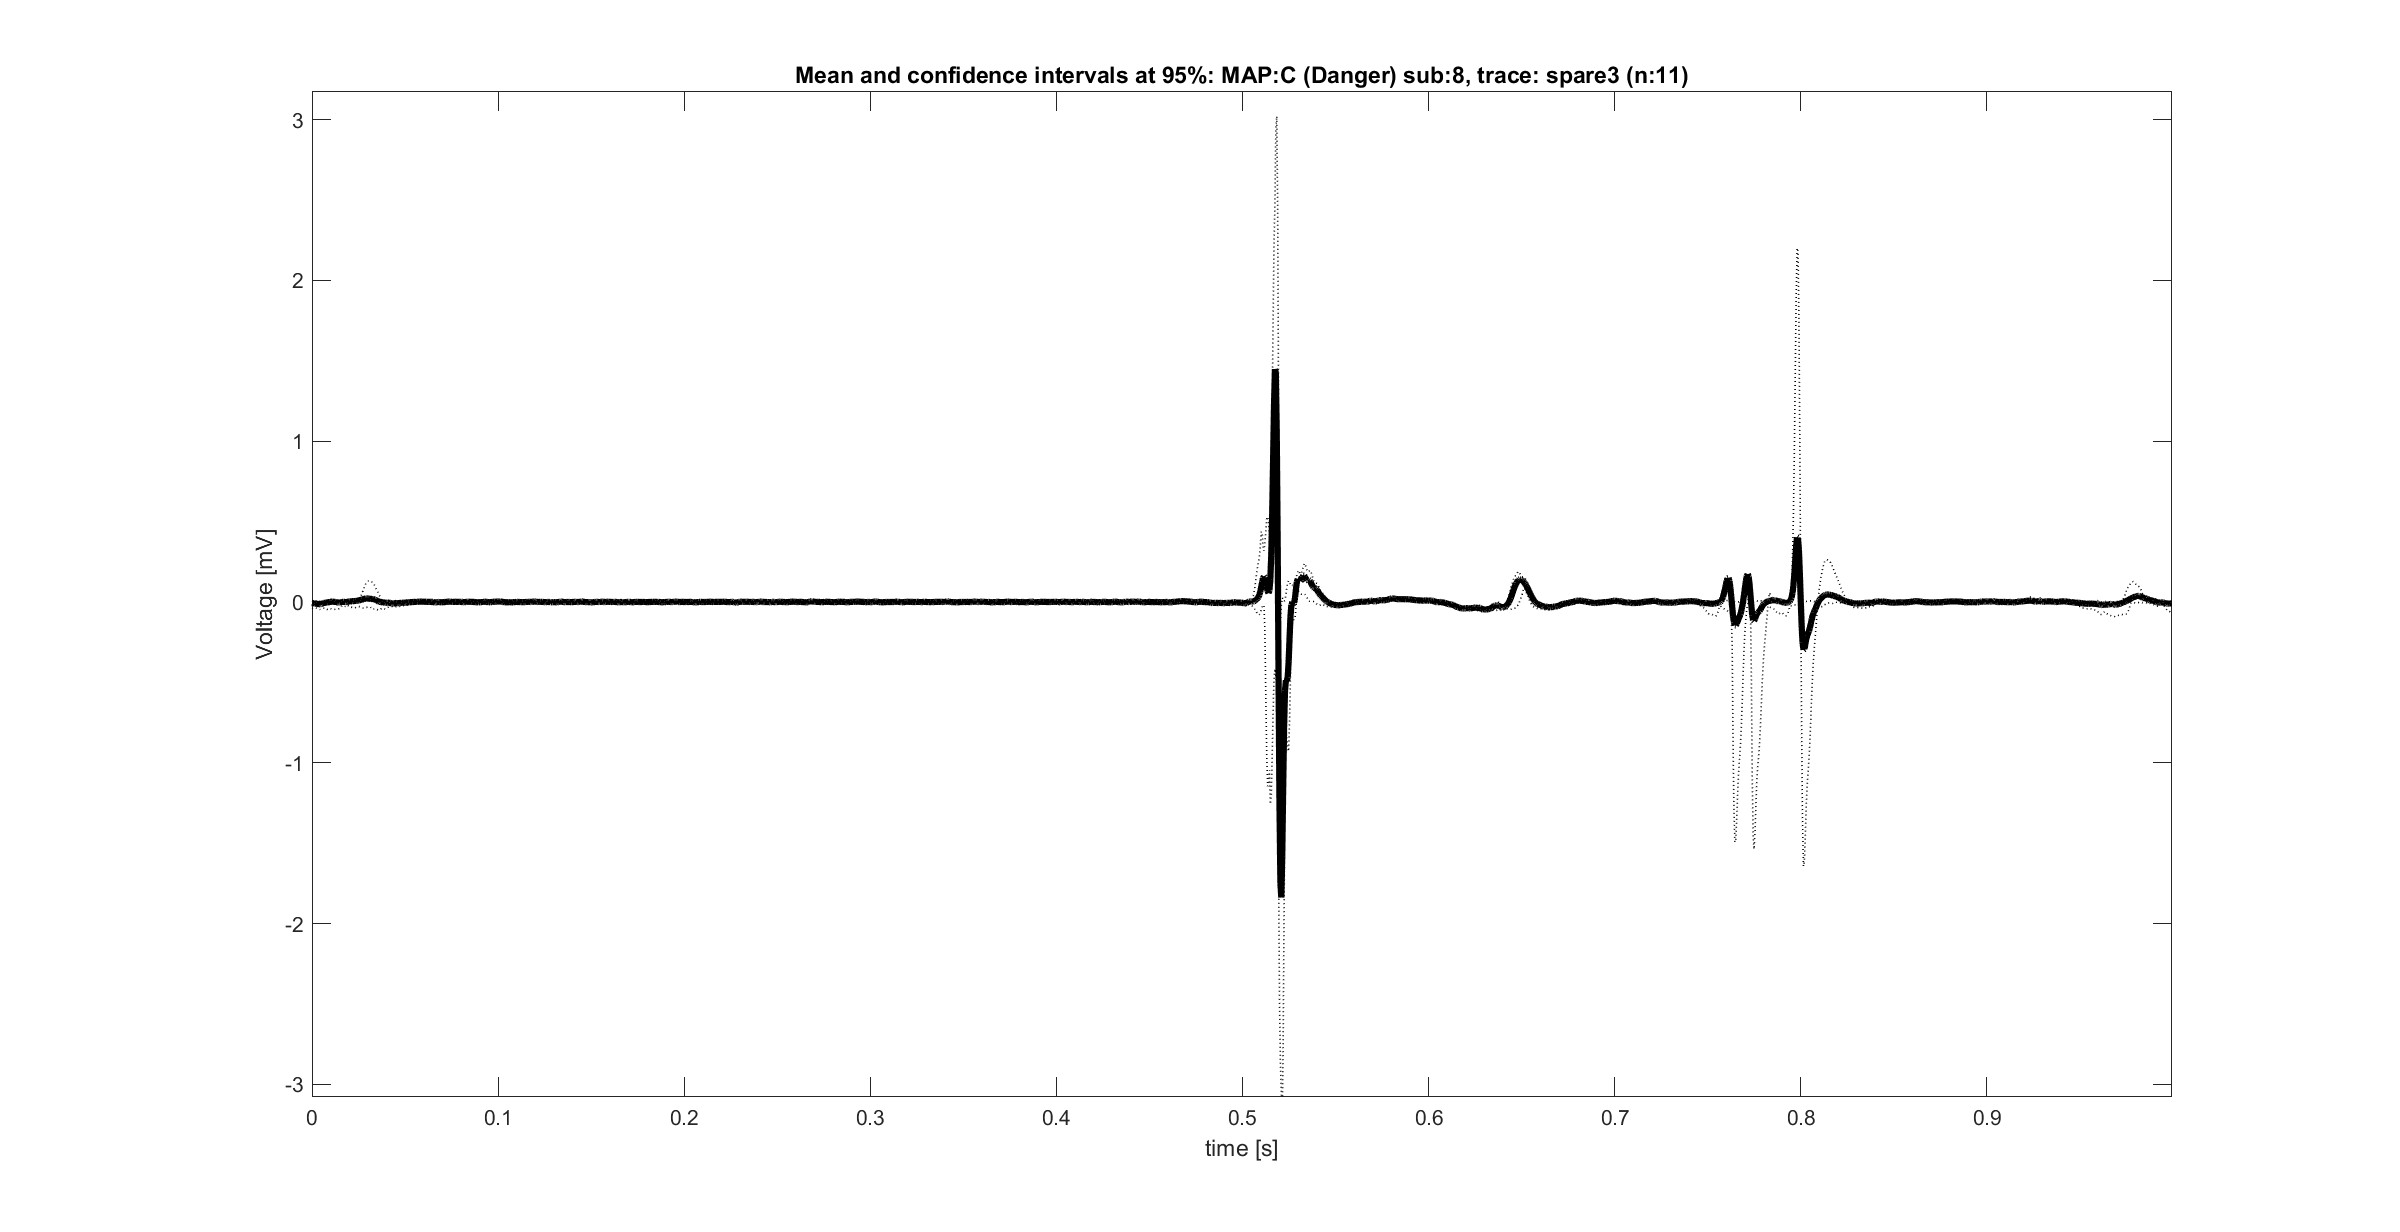 Mean and confidence intervals at 95%: MAP:C (Danger) sub:8, trace: spare3 (n:11)
3
2
1
0
-1
-2
-3
Voltage [mV]
0 0.1 0.2 0.3 0.4 0.5 0.6 0.7 0.8 0.9
time [s]